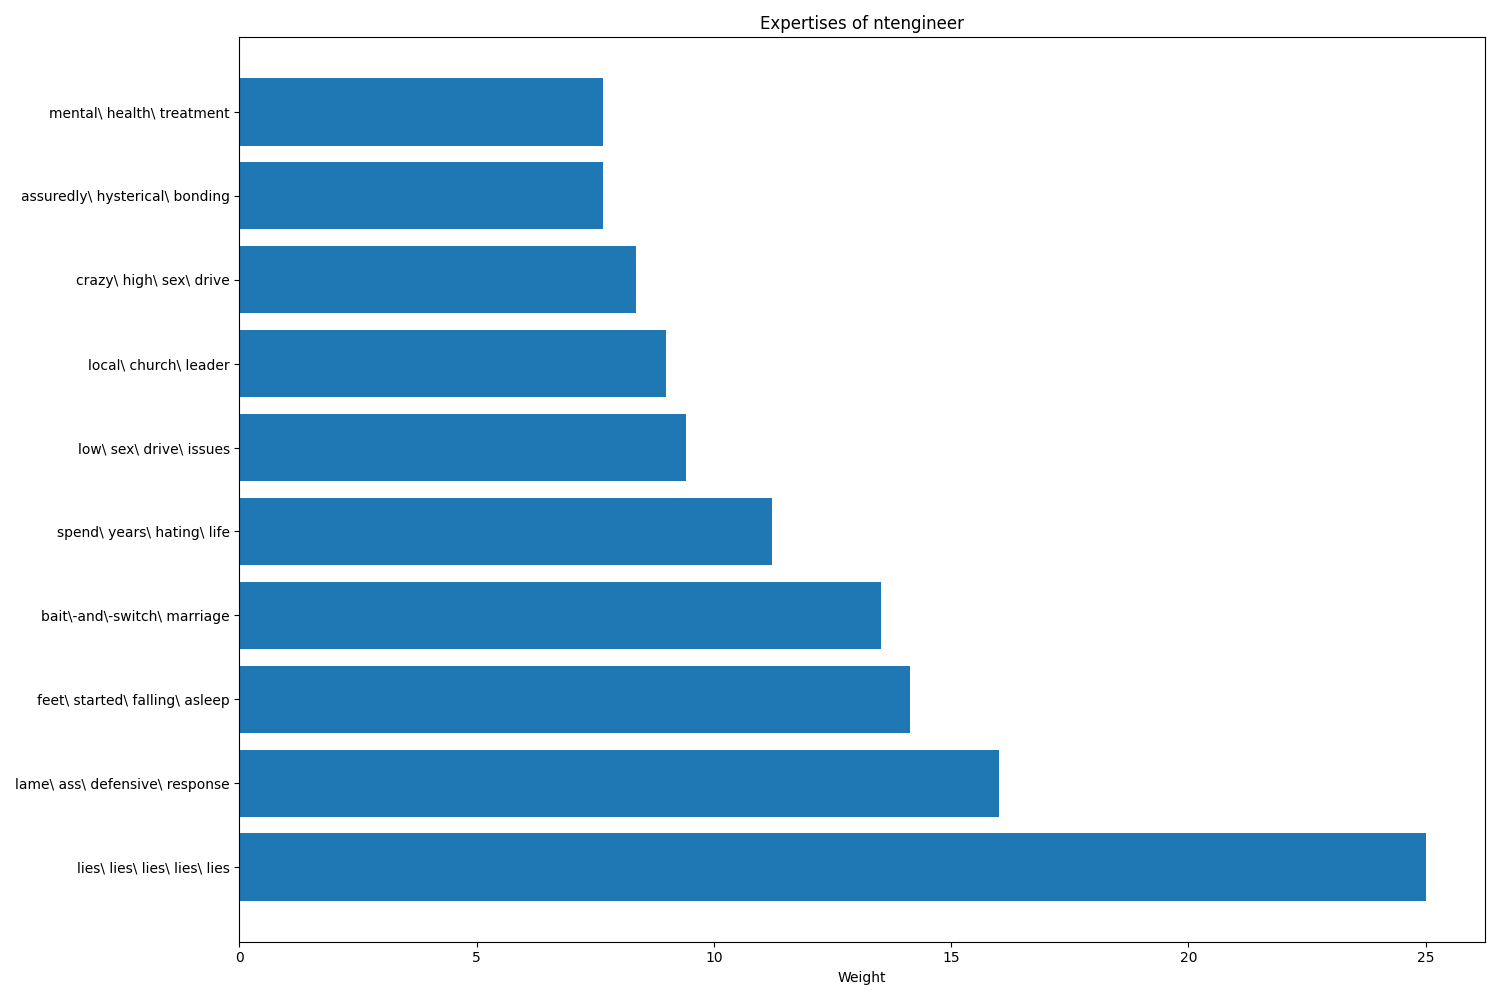 Expertises of ntengineer
mental\ health\ treatment
assuredly\ hysterical\ bonding
crazy\ high\ sex\ drive
local\ church\ leader
low\ sex\ drive\ issues
spend\ years\ hating\ life
bait\-and\-switch\ marriage
feet\ started\ falling\ asleep
lame\ ass\ defensive\ response
lies\ lies\ lies\ lies\ lies
0 5 10 15 20 25
Weight